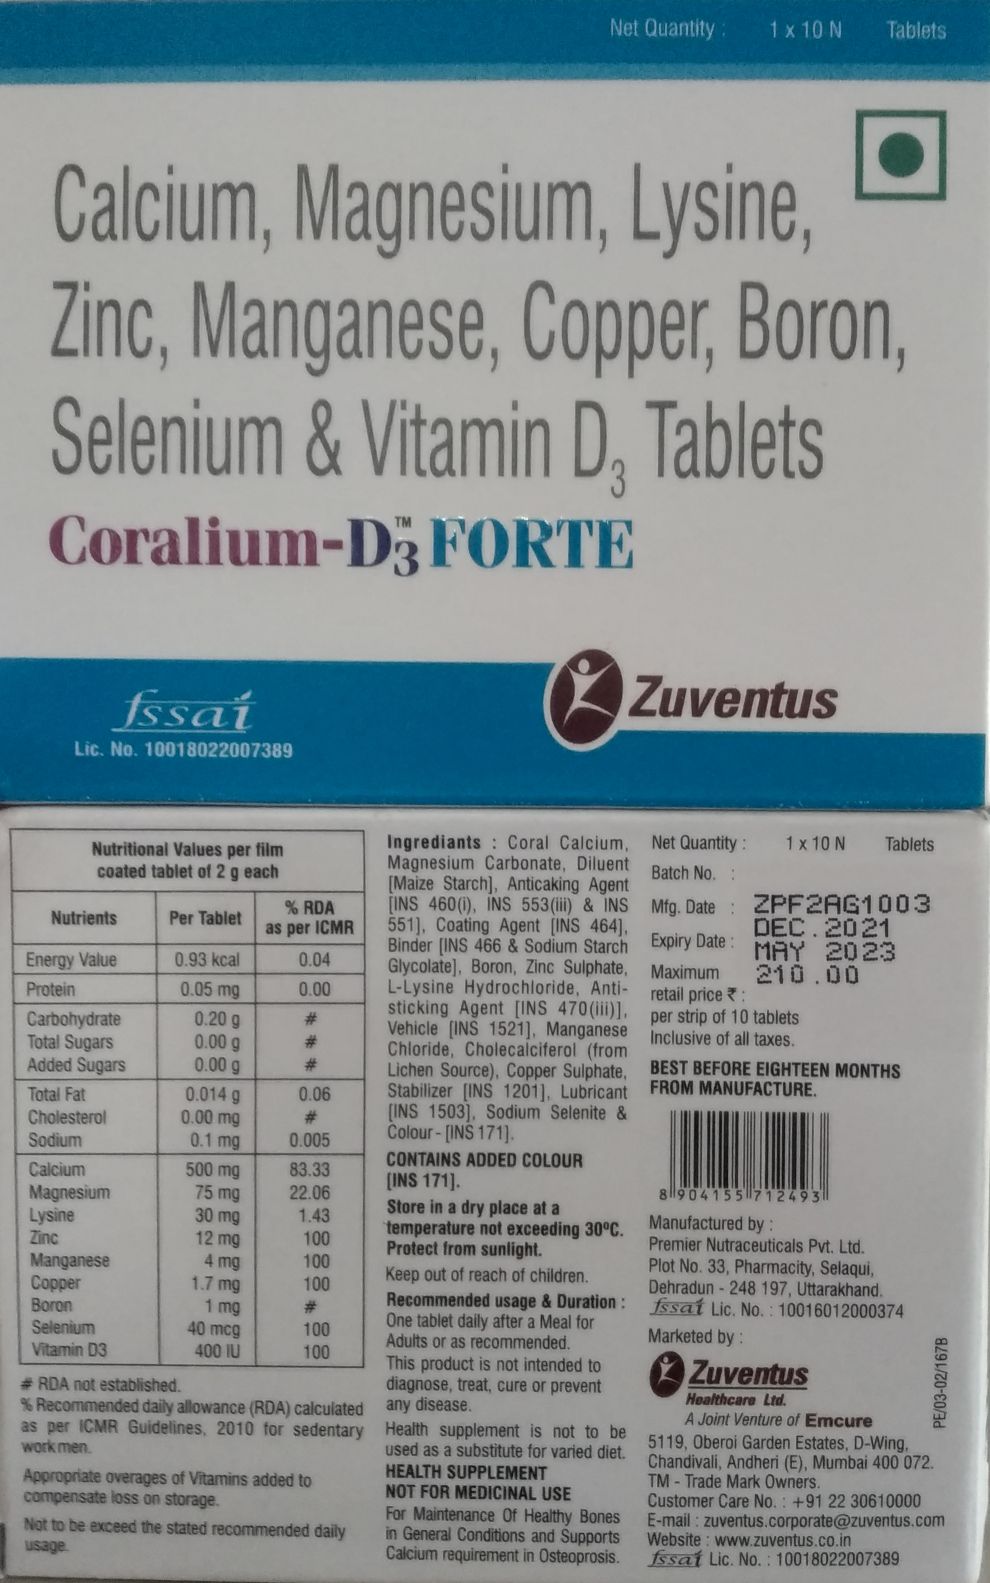 Net Quantity : 1 x 10 N Tablets
Calcium, Magnesium, Lysine,
Zinc, Manganese, Copper, Boron,
Selenium & Vitamin D3 Tablets
Coralium-D3™ FORTE
fssai
Lic. No. 10018022007389
Zuventus
Nutritional Values per film
coated tablet of 2 g each
Nutrients Per Tablet % RDA as per ICMR
Energy Value 0.93 kcal 0.04
Protein 0.05 mg 0.00
Carbohydrate 0.20 g #
Total Sugars 0.00 g #
Added Sugars 0.00 g #
Total Fat 0.014 g 0.06
Cholesterol 0.00 mg #
Sodium 0.1 mg 0.005
Calcium 500 mg 83.33
Magnesium 75 mg 22.06
Lysine 30 mg 1.43
Zinc 12 mg 100
Manganese 4 mg 100
Copper 1.7 mg 100
Boron 1 mg #
Selenium 40 mcg 100
Vitamin D3 400 IU 100
# RDA not established.
% Recommended daily allowance (RDA) calculated
as per ICMR Guidelines, 2010 for sedentary
work men.
Appropriate overages of Vitamins added to
compensate loss on storage.
Not to be exceed the stated recommended daily
usage.
Ingrediants : Coral Calcium,
Magnesium Carbonate, Diluent
[Maize Starch], Anticaking Agent
[INS 460(i), INS 553(iii) & INS
551], Coating Agent [INS 464],
Binder [INS 466 & Sodium Starch
Glycolate], Boron, Zinc Sulphate,
L-Lysine Hydrochloride, Anti-
sticking Agent [INS 470(iii)],
Vehicle [INS 1521], Manganese
Chloride, Cholecalciferol (from
Lichen Source), Copper Sulphate,
Stabilizer [INS 1201], Lubricant
[INS 1503], Sodium Selenite &
Colour - [INS 171].
CONTAINS ADDED COLOUR
[INS 171].
Store in a dry place at a
temperature not exceeding 30ºC.
Protect from sunlight.
Keep out of reach of children.
Recommended usage & Duration :
One tablet daily after a Meal for
Adults or as recommended.
This product is not intended to
diagnose, treat, cure or prevent
any disease.
Health supplement is not to be
used as a substitute for varied diet.
HEALTH SUPPLEMENT
NOT FOR MEDICINAL USE
For Maintenance Of Healthy Bones
in General Conditions and Supports
Calcium requirement in Osteoprosis.
Net Quantity : 1 x 10 N Tablets
Batch No. :
Mfg. Date : ZPF2AG1003
DEC.2021
Expiry Date : MAY 2023
Maximum 210.00
retail price ₹ :
per strip of 10 tablets
Inclusive of all taxes.
BEST BEFORE EIGHTEEN MONTHS
FROM MANUFACTURE.
8 904155 712493
Manufactured by :
Premier Nutraceuticals Pvt. Ltd.
Plot No. 33, Pharmacity, Selaqui,
Dehradun - 248 197, Uttarakhand.
fssai Lic. No. : 10016012000374
Marketed by :
Zuventus
Healthcare Ltd.
A Joint Venture of Emcure
5119, Oberoi Garden Estates, D-Wing,
Chandivali, Andheri (E), Mumbai 400 072.
TM - Trade Mark Owners.
Customer Care No. : +91 22 30610000
E-mail : zuventus.corporate@zuventus.com
Website : www.zuventus.co.in
fssai Lic. No. : 10018022007389
PE/03-02/167B